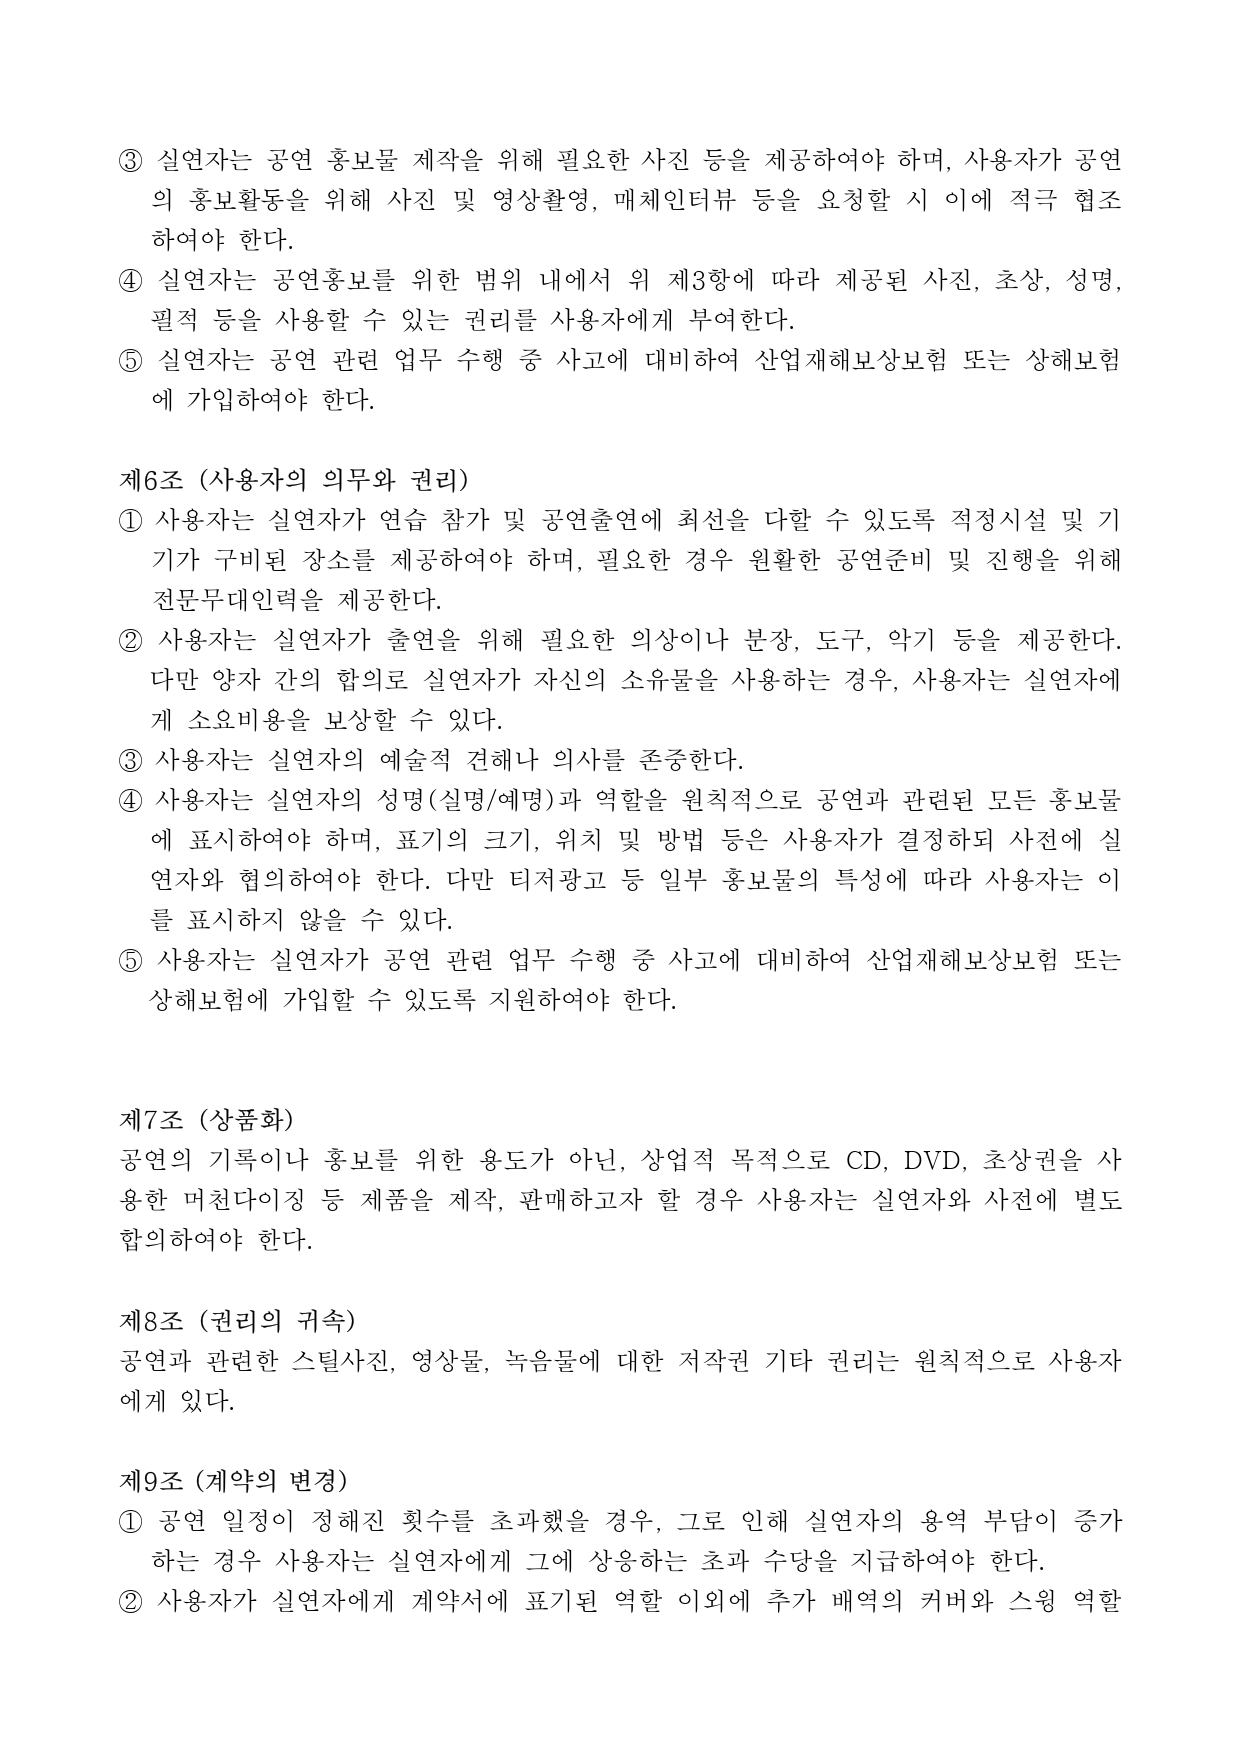 ③ 실연자는 공연 홍보물 제작을 위해 필요한 사진 등을 제공하여야 하며, 사용자가 공연
의 홍보활동을 위해 사진 및 영상촬영, 매체인터뷰 등을 요청할 시 이에 적극 협조
하여야 한다.
④ 실연자는 공연홍보를 위한 범위 내에서 위 제3항에 따라 제공된 사진, 초상, 성명,
필적 등을 사용할 수 있는 권리를 사용자에게 부여한다.
⑤ 실연자는 공연 관련 업무 수행 중 사고에 대비하여 산업재해보상보험 또는 상해보험
에 가입하여야 한다.
제6조 (사용자의 의무와 권리)
① 사용자는 실연자가 연습 참가 및 공연출연에 최선을 다할 수 있도록 적정시설 및 기
기가 구비된 장소를 제공하여야 하며, 필요한 경우 원활한 공연준비 및 진행을 위해
전문무대인력을 제공한다.
② 사용자는 실연자가 출연을 위해 필요한 의상이나 분장, 도구, 악기 등을 제공한다.
다만 양자 간의 합의로 실연자가 자신의 소유물을 사용하는 경우, 사용자는 실연자에
게 소요비용을 보상할 수 있다.
③ 사용자는 실연자의 예술적 견해나 의사를 존중한다.
④ 사용자는 실연자의 성명(실명/예명)과 역할을 원칙적으로 공연과 관련된 모든 홍보물
에 표시하여야 하며, 표기의 크기, 위치 및 방법 등은 사용자가 결정하되 사전에 실
연자와 협의하여야 한다. 다만 티저광고 등 일부 홍보물의 특성에 따라 사용자는 이
를 표시하지 않을 수 있다.
⑤ 사용자는 실연자가 공연 관련 업무 수행 중 사고에 대비하여 산업재해보상보험 또는
상해보험에 가입할 수 있도록 지원하여야 한다.
제7조 (상품화)
공연의 기록이나 홍보를 위한 용도가 아닌, 상업적 목적으로 CD, DVD, 초상권을 사
용한 머천다이징 등 제품을 제작, 판매하고자 할 경우 사용자는 실연자와 사전에 별도
합의하여야 한다.
제8조 (권리의 귀속)
공연과 관련한 스틸사진, 영상물, 녹음물에 대한 저작권 기타 권리는 원칙적으로 사용자
에게 있다.
제9조 (계약의 변경)
① 공연 일정이 정해진 횟수를 초과했을 경우, 그로 인해 실연자의 용역 부담이 증가
하는 경우 사용자는 실연자에게 그에 상응하는 초과 수당을 지급하여야 한다.
② 사용자가 실연자에게 계약서에 표기된 역할 이외에 추가 배역의 커버와 스윙 역할